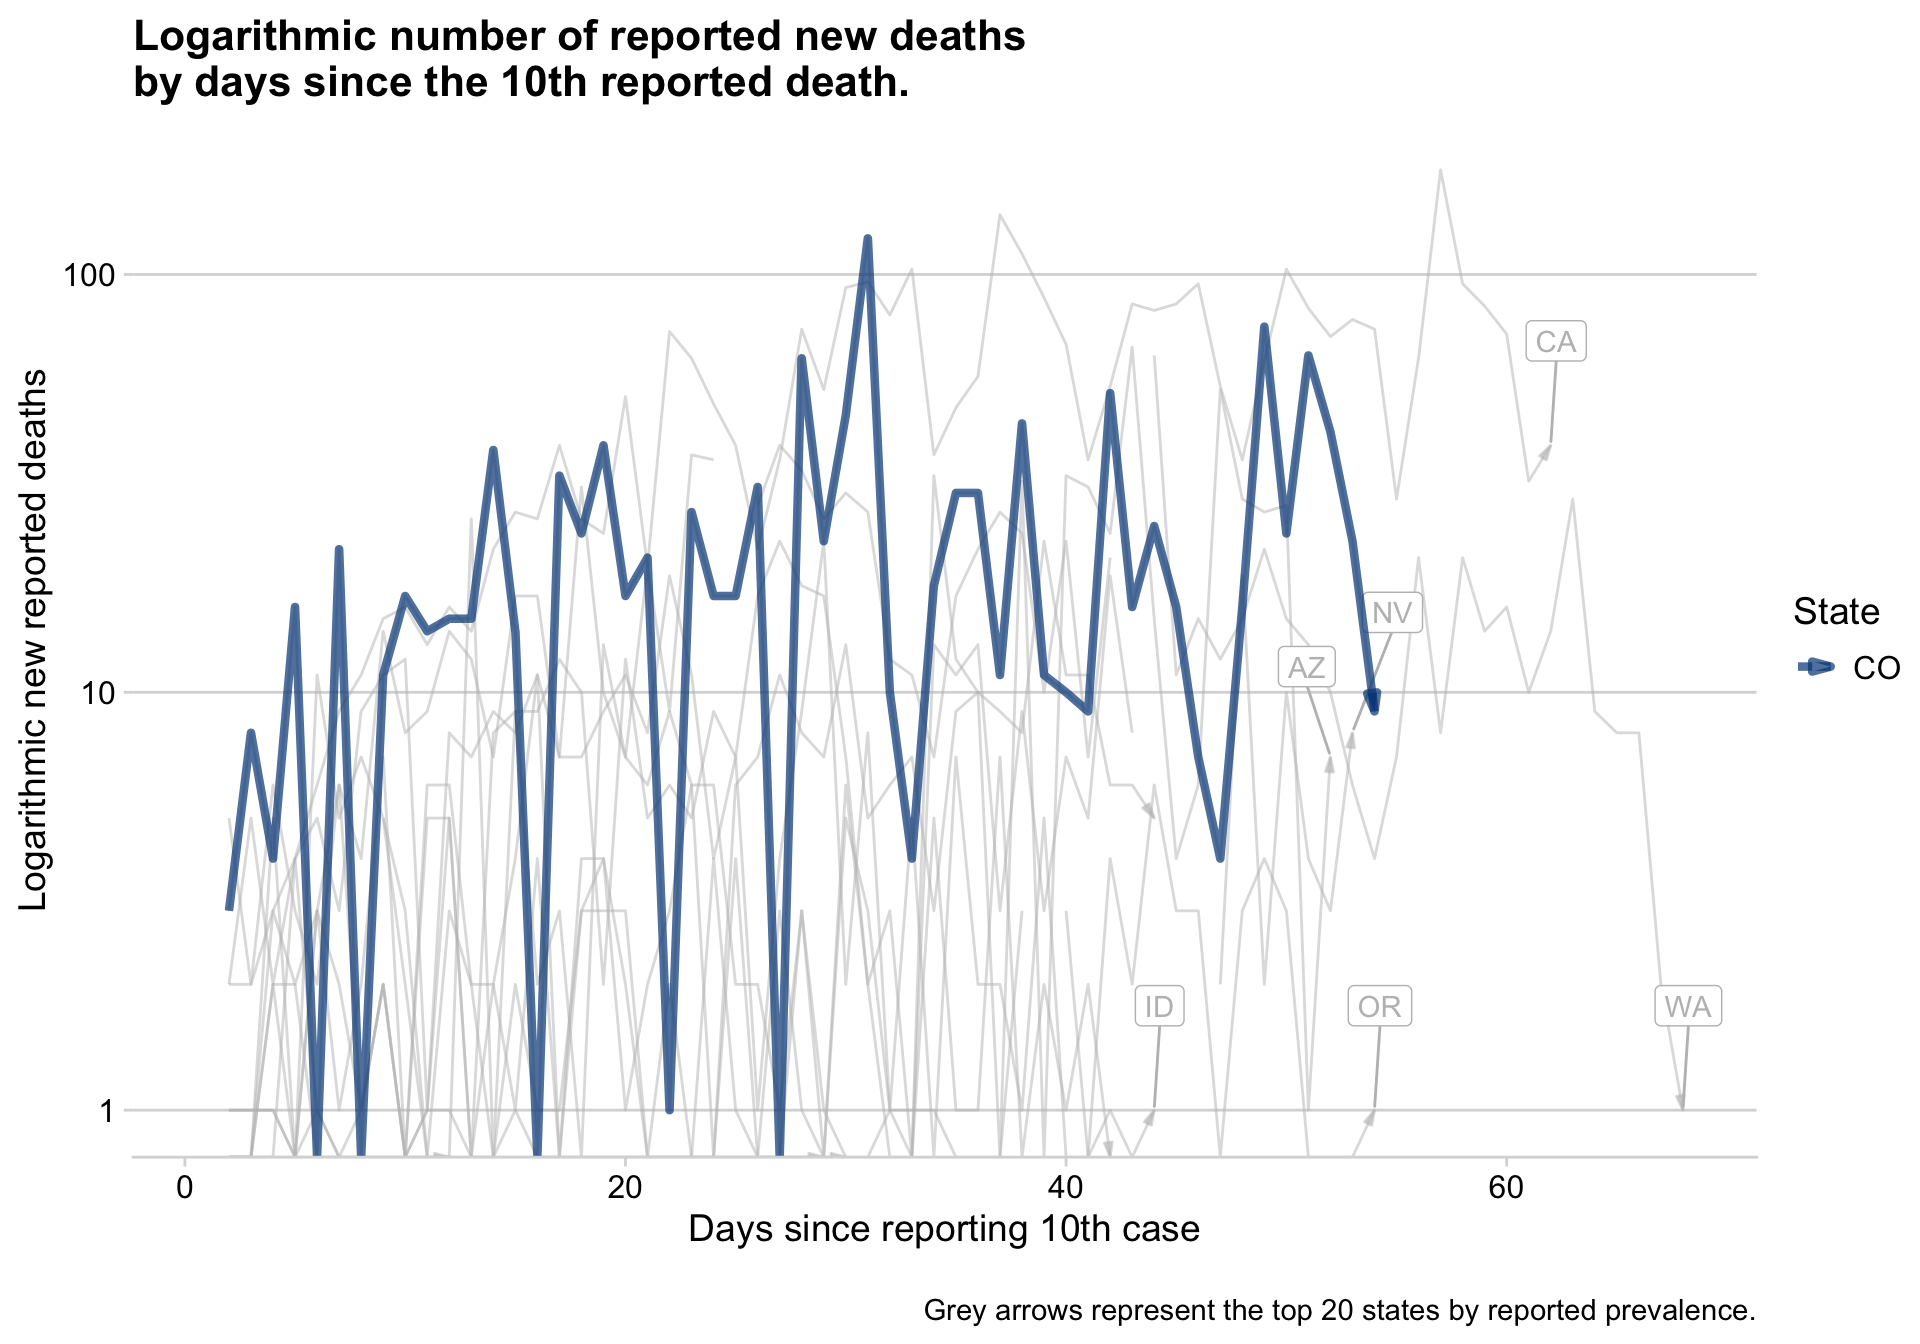 Logarithmic number of reported new deaths
by days since the 10th reported death.
Logarithmic new reported deaths
100
10
1
CA
NV
AZ
ID
OR
WA
State
CO
0
20
40
60
Days since reporting 10th case
Grey arrows represent the top 20 states by reported prevalence.